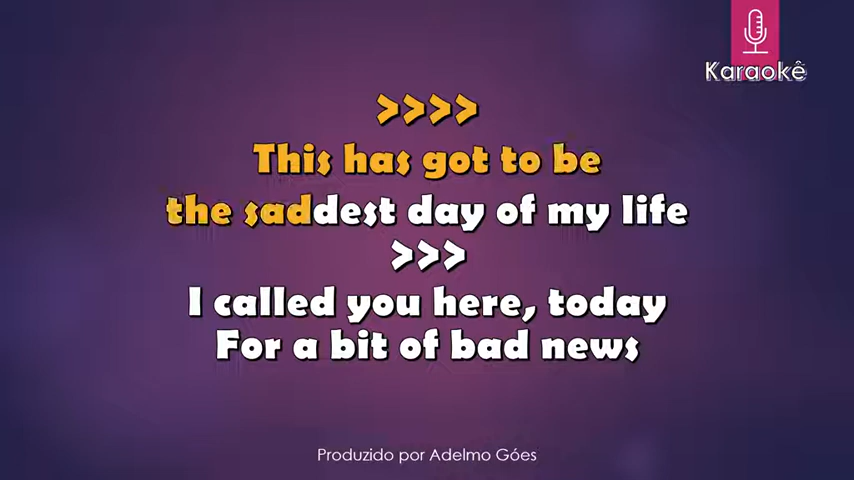 Karaokê
>>>>
This has got to be
the saddest day of my life
>>>
I called you here, today
For a bit of bad news
Produzido por Adelmo Góes